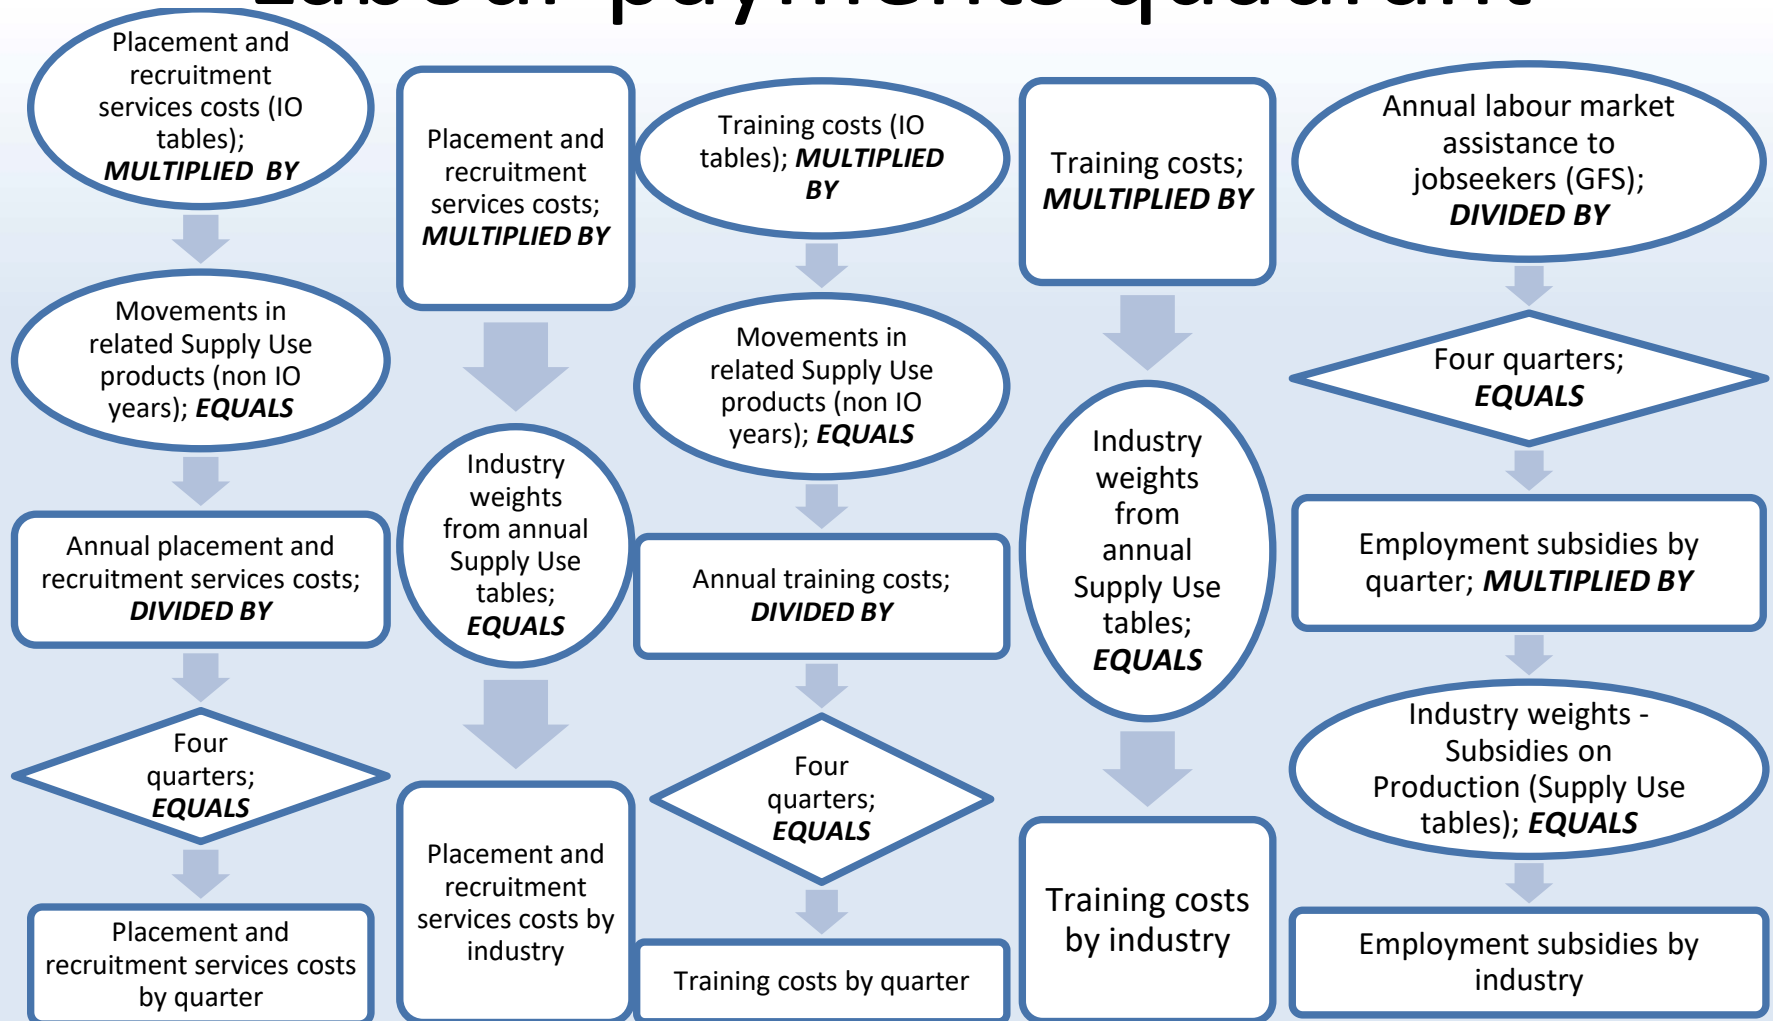 Labour payments quadrant
Placement and
recruitment
services costs (IO
tables);
MULTIPLIED BY
Movements in
related Supply Use
products (non IO
years); EQUALS
Annual placement and
recruitment services costs;
DIVIDED BY
Four
quarters;
EQUALS
Placement and
recruitment services costs
by quarter
Placement and
recruitment
services costs;
MULTIPLIED BY
Industry
weights
from annual
Supply Use
tables;
EQUALS
Placement and
recruitment
services costs by
industry
Training costs (IO
tables); MULTIPLIED
BY
Movements in
related Supply Use
products (non IO
years); EQUALS
Annual training costs;
DIVIDED BY
Four
quarters;
EQUALS
Training costs by quarter
Training costs;
MULTIPLIED BY
Industry
weights
from
annual
Supply Use
tables;
EQUALS
Training costs
by industry
Annual labour market
assistance to
jobseekers (GFS);
DIVIDED BY
Four quarters;
EQUALS
Employment subsidies by
quarter; MULTIPLIED BY
Industry weights -
Subsidies on
Production (Supply Use
tables); EQUALS
Employment subsidies by
industry